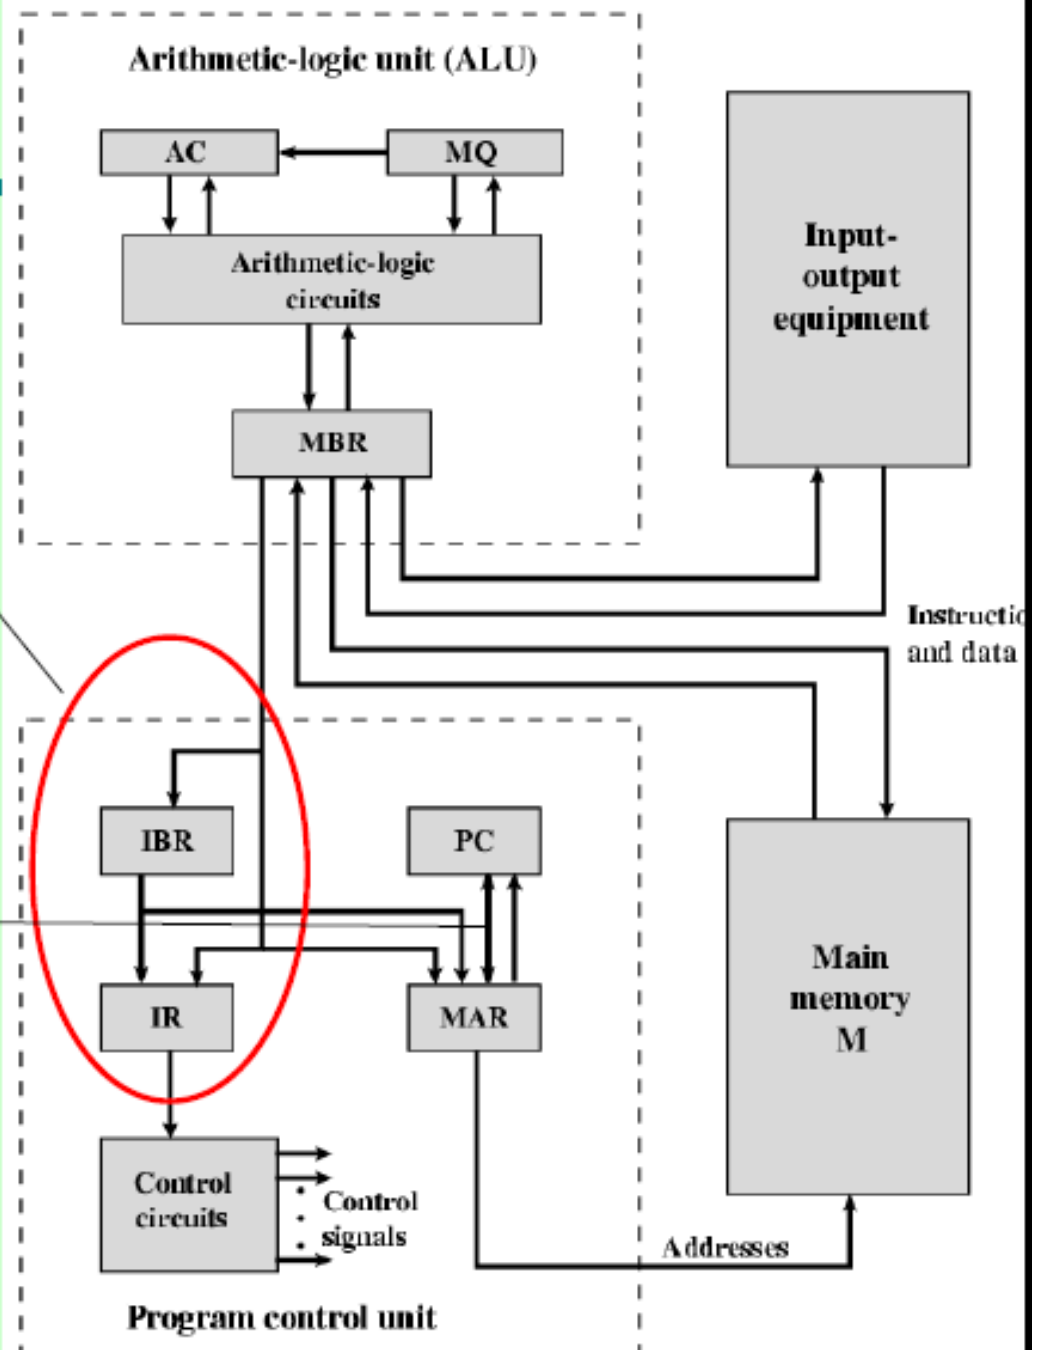 Arithmetic-logic unit (ALU)
AC
MQ
Arithmetic-logic
circuits
Input-
output
equipment
MBR
Instructio
and data
IBR
PC
IR
MAR
Main
memory
M
Control
circuits
Control
signals
Addresses
Program control unit